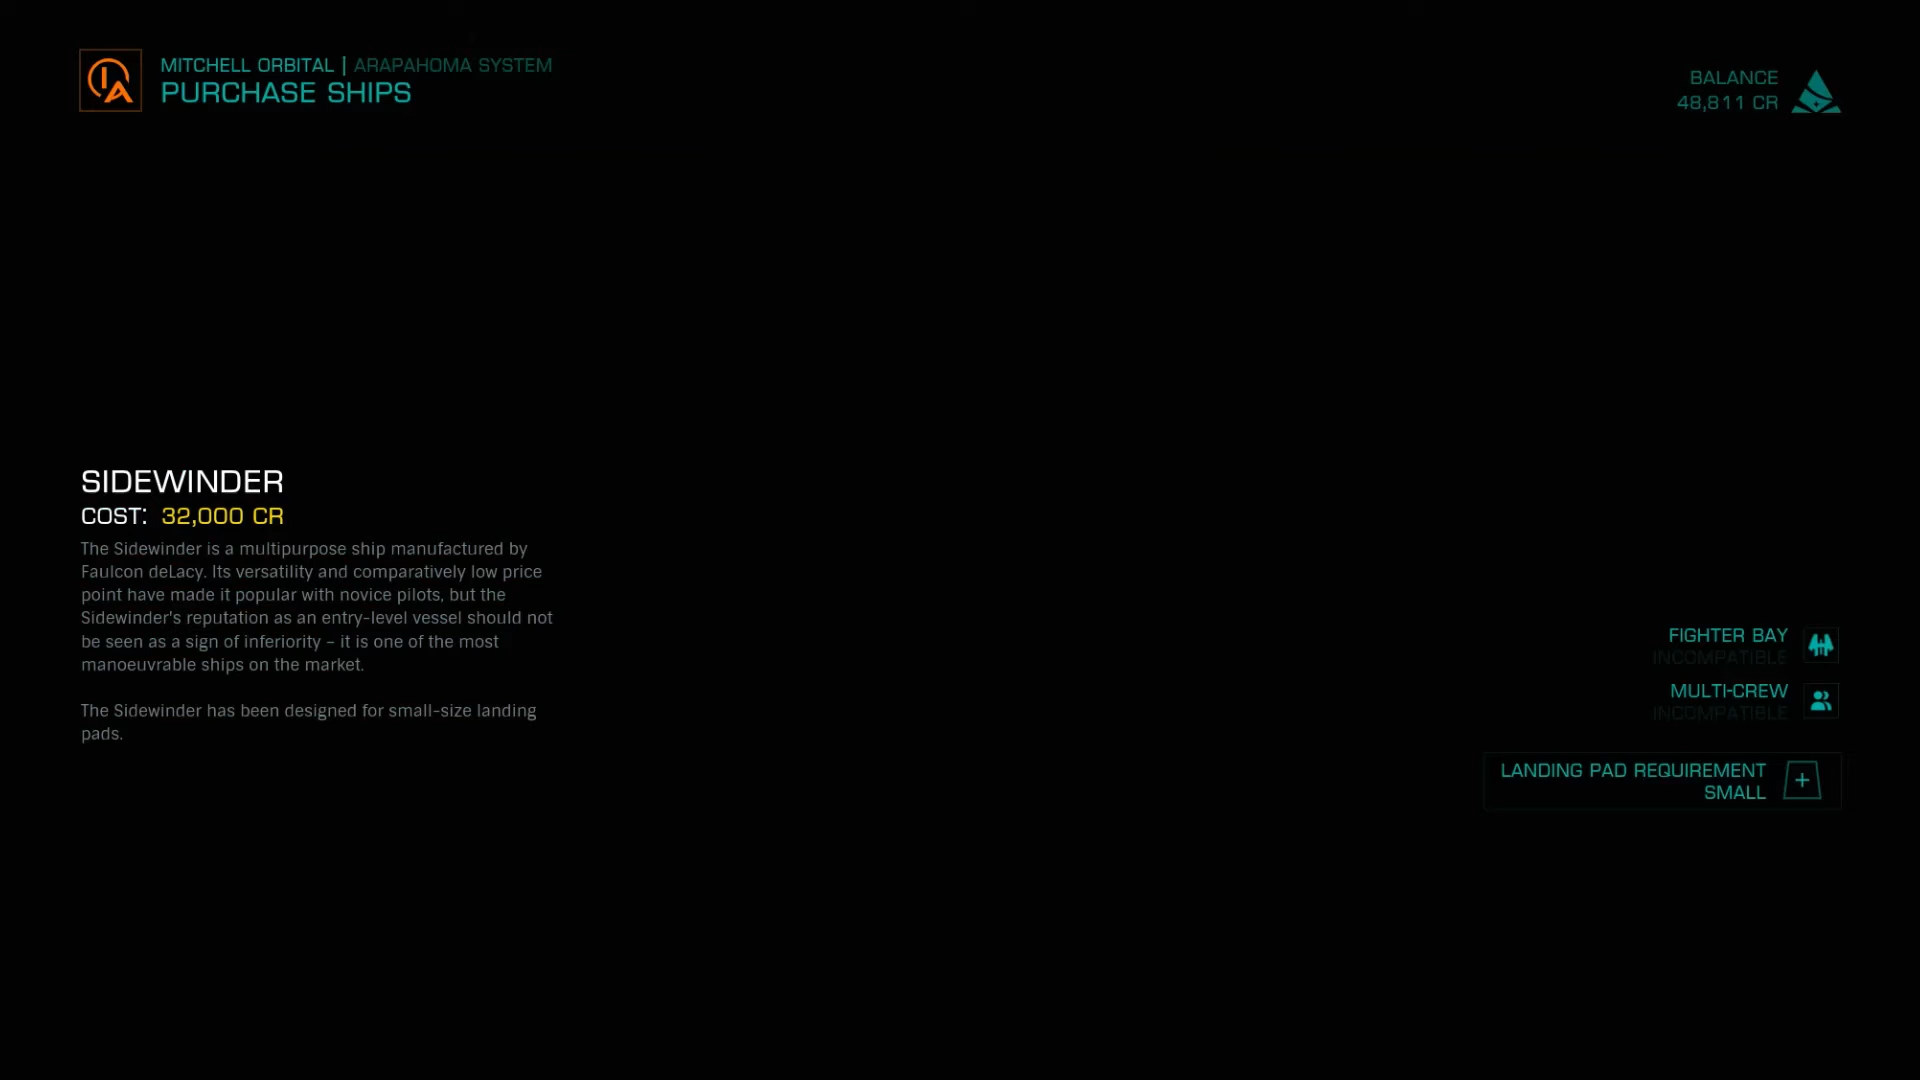 MITCHELL ORBITAL | ARAPAHOMA SYSTEM
PURCHASE SHIPS
BALANCE
48,811 CR
SIDEWINDER
COST: 32,000 CR
The Sidewinder is a multipurpose ship manufactured by
Faulcon deLacy. Its versatility and comparatively low price
point have made it popular with novice pilots, but the
Sidewinder's reputation as an entry-level vessel should not
be seen as a sign of inferiority – it is one of the most
manoeuvrable ships on the market.
The Sidewinder has been designed for small-size landing
pads.
FIGHTER BAY
INCOMPATIBLE
MULTI-CREW
INCOMPATIBLE
LANDING PAD REQUIREMENT
SMALL